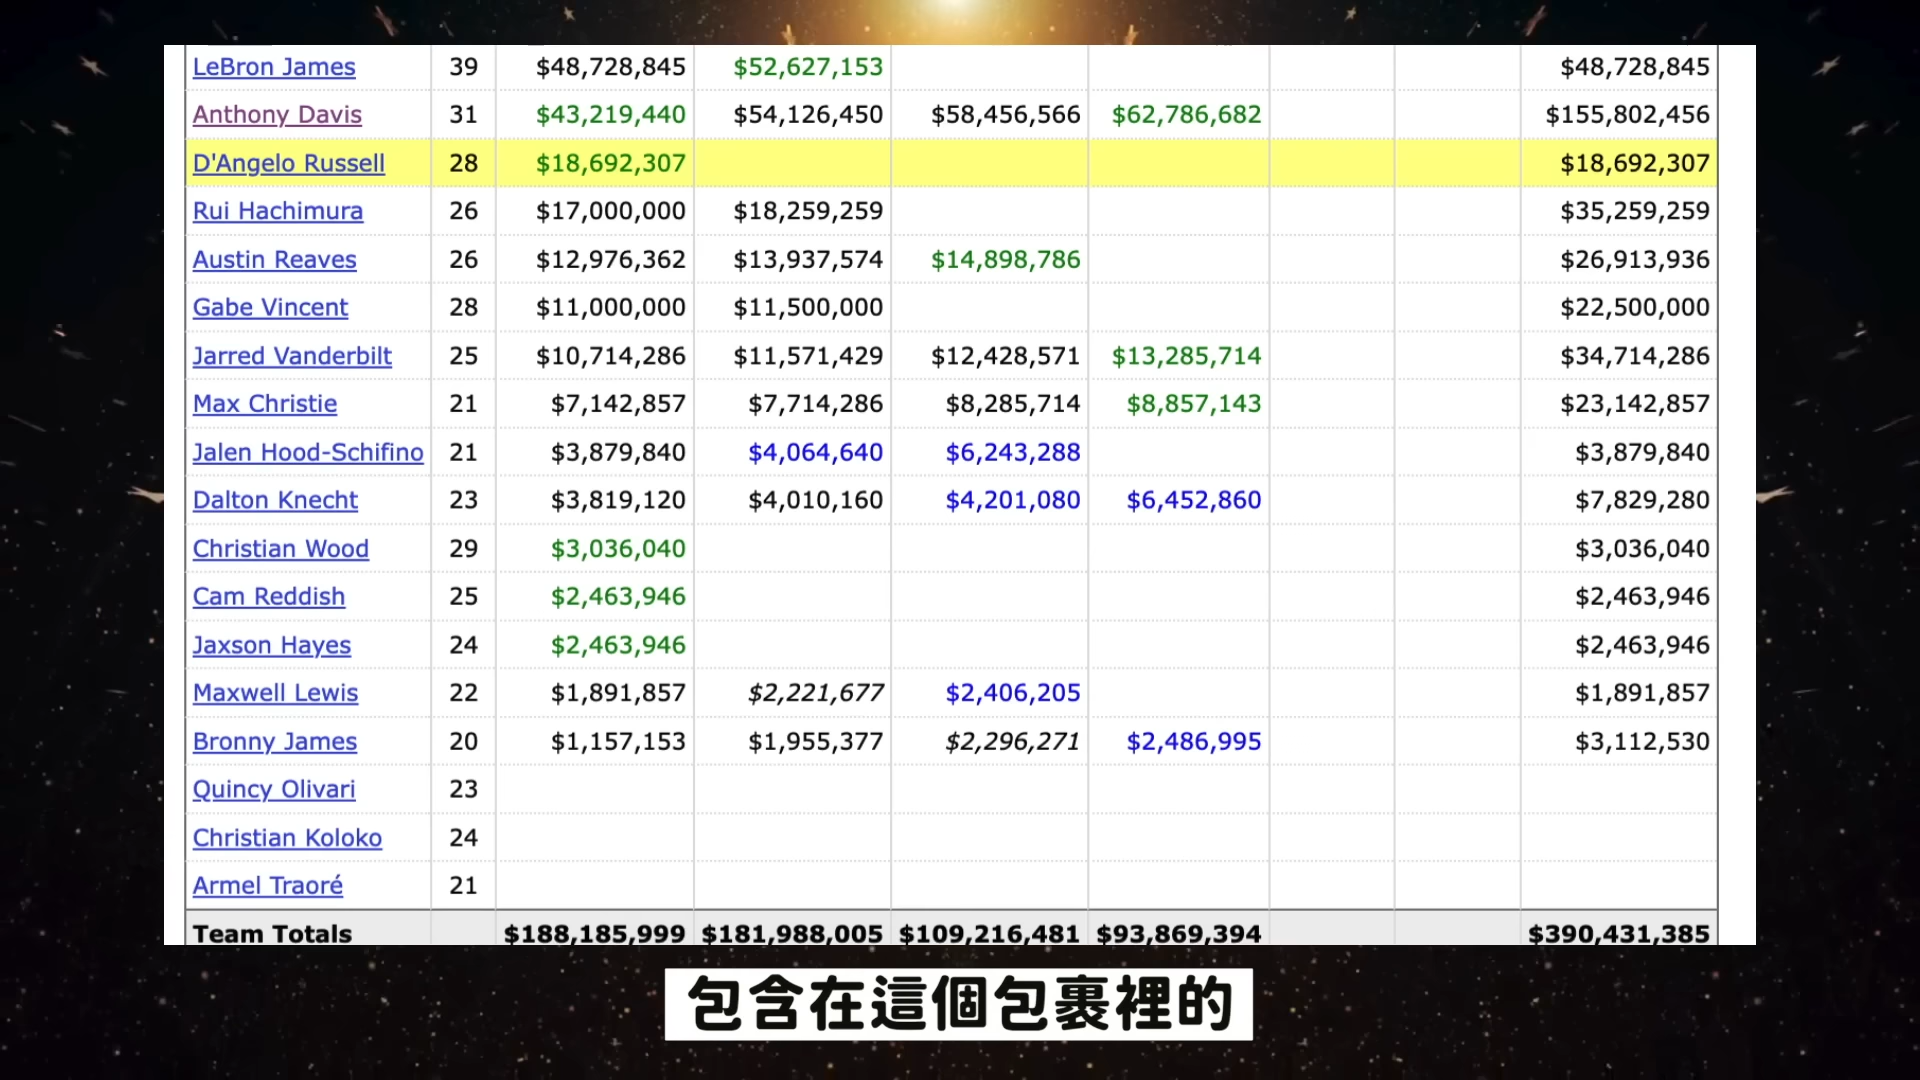 LeBron James 39 $48,728,845 $52,627,153 $48,728,845
Anthony Davis 31 $43,219,440 $54,126,450 $58,456,566 $62,786,682 $155,802,456
D'Angelo Russell 28 $18,692,307 $18,692,307
Rui Hachimura 26 $17,000,000 $18,259,259 $35,259,259
Austin Reaves 26 $12,976,362 $13,937,574 $14,898,786 $26,913,936
Gabe Vincent 28 $11,000,000 $11,500,000 $22,500,000
Jarred Vanderbilt 25 $10,714,286 $11,571,429 $12,428,571 $13,285,714 $34,714,286
Max Christie 21 $7,142,857 $7,714,286 $8,285,714 $8,857,143 $23,142,857
Jalen Hood-Schifino 21 $3,879,840 $4,064,640 $6,243,288 $3,879,840
Dalton Knecht 23 $3,819,120 $4,010,160 $4,201,080 $6,452,860 $7,829,280
Christian Wood 29 $3,036,040 $3,036,040
Cam Reddish 25 $2,463,946 $2,463,946
Jaxson Hayes 24 $2,463,946 $2,463,946
Maxwell Lewis 22 $1,891,857 $2,221,677 $2,406,205 $1,891,857
Bronny James 20 $1,157,153 $1,955,377 $2,296,271 $2,486,995 $3,112,530
Quincy Olivari 23
Christian Koloko 24
Armel Traoré 21
Team Totals $188,185,999 $181,988,005 $109,216,481 $93,869,394 $390,431,385
包含在這個包裹裡的